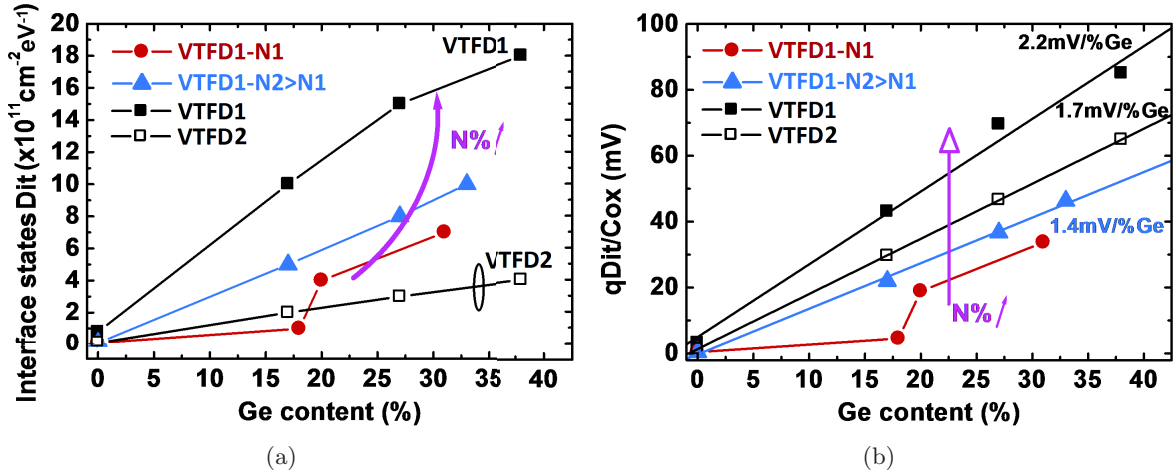 Interface states Dit (x10^11 cm^-2 eV^-1)
20
18
16
14
12
10
8
6
4
2
0
VTFD1-N1
VTFD1-N2>N1
VTFD1
VTFD2
VTFD1
N%
VTFD2
0 5 10 15 20 25 30 35 40
Ge content (%)
(a)
qDit/Cox (mV)
100
80
60
40
20
0
VTFD1-N1
VTFD1-N2>N1
VTFD1
VTFD2
2.2mV/%Ge
1.7mV/%Ge
1.4mV/%Ge
N%
0 5 10 15 20 25 30 35 40
Ge content (%)
(b)